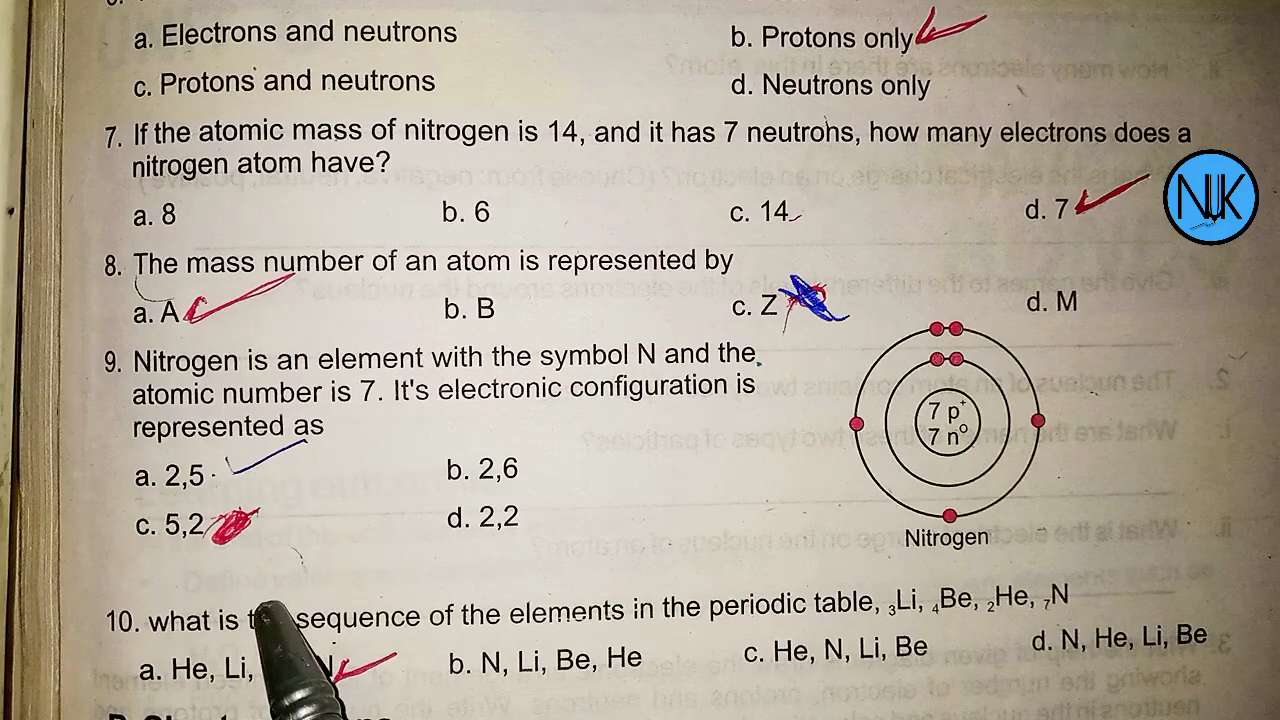 a. Electrons and neutrons b. Protons only
c. Protons and neutrons d. Neutrons only
7. If the atomic mass of nitrogen is 14, and it has 7 neutrons, how many electrons does a
nitrogen atom have?
a. 8 b. 6 c. 14 d. 7
NJK
8. The mass number of an atom is represented by
a. A b. B c. Z d. M
9. Nitrogen is an element with the symbol N and the
atomic number is 7. It's electronic configuration is
represented as
a. 2,5 b. 2,6
c. 5,2 d. 2,2
7 p⁺
7 n⁰
Nitrogen
10. what is sequence of the elements in the periodic table, ₃Li, ₄Be, ₂He, ₇N
a. He, Li, N b. N, Li, Be, He c. He, N, Li, Be d. N, He, Li, Be